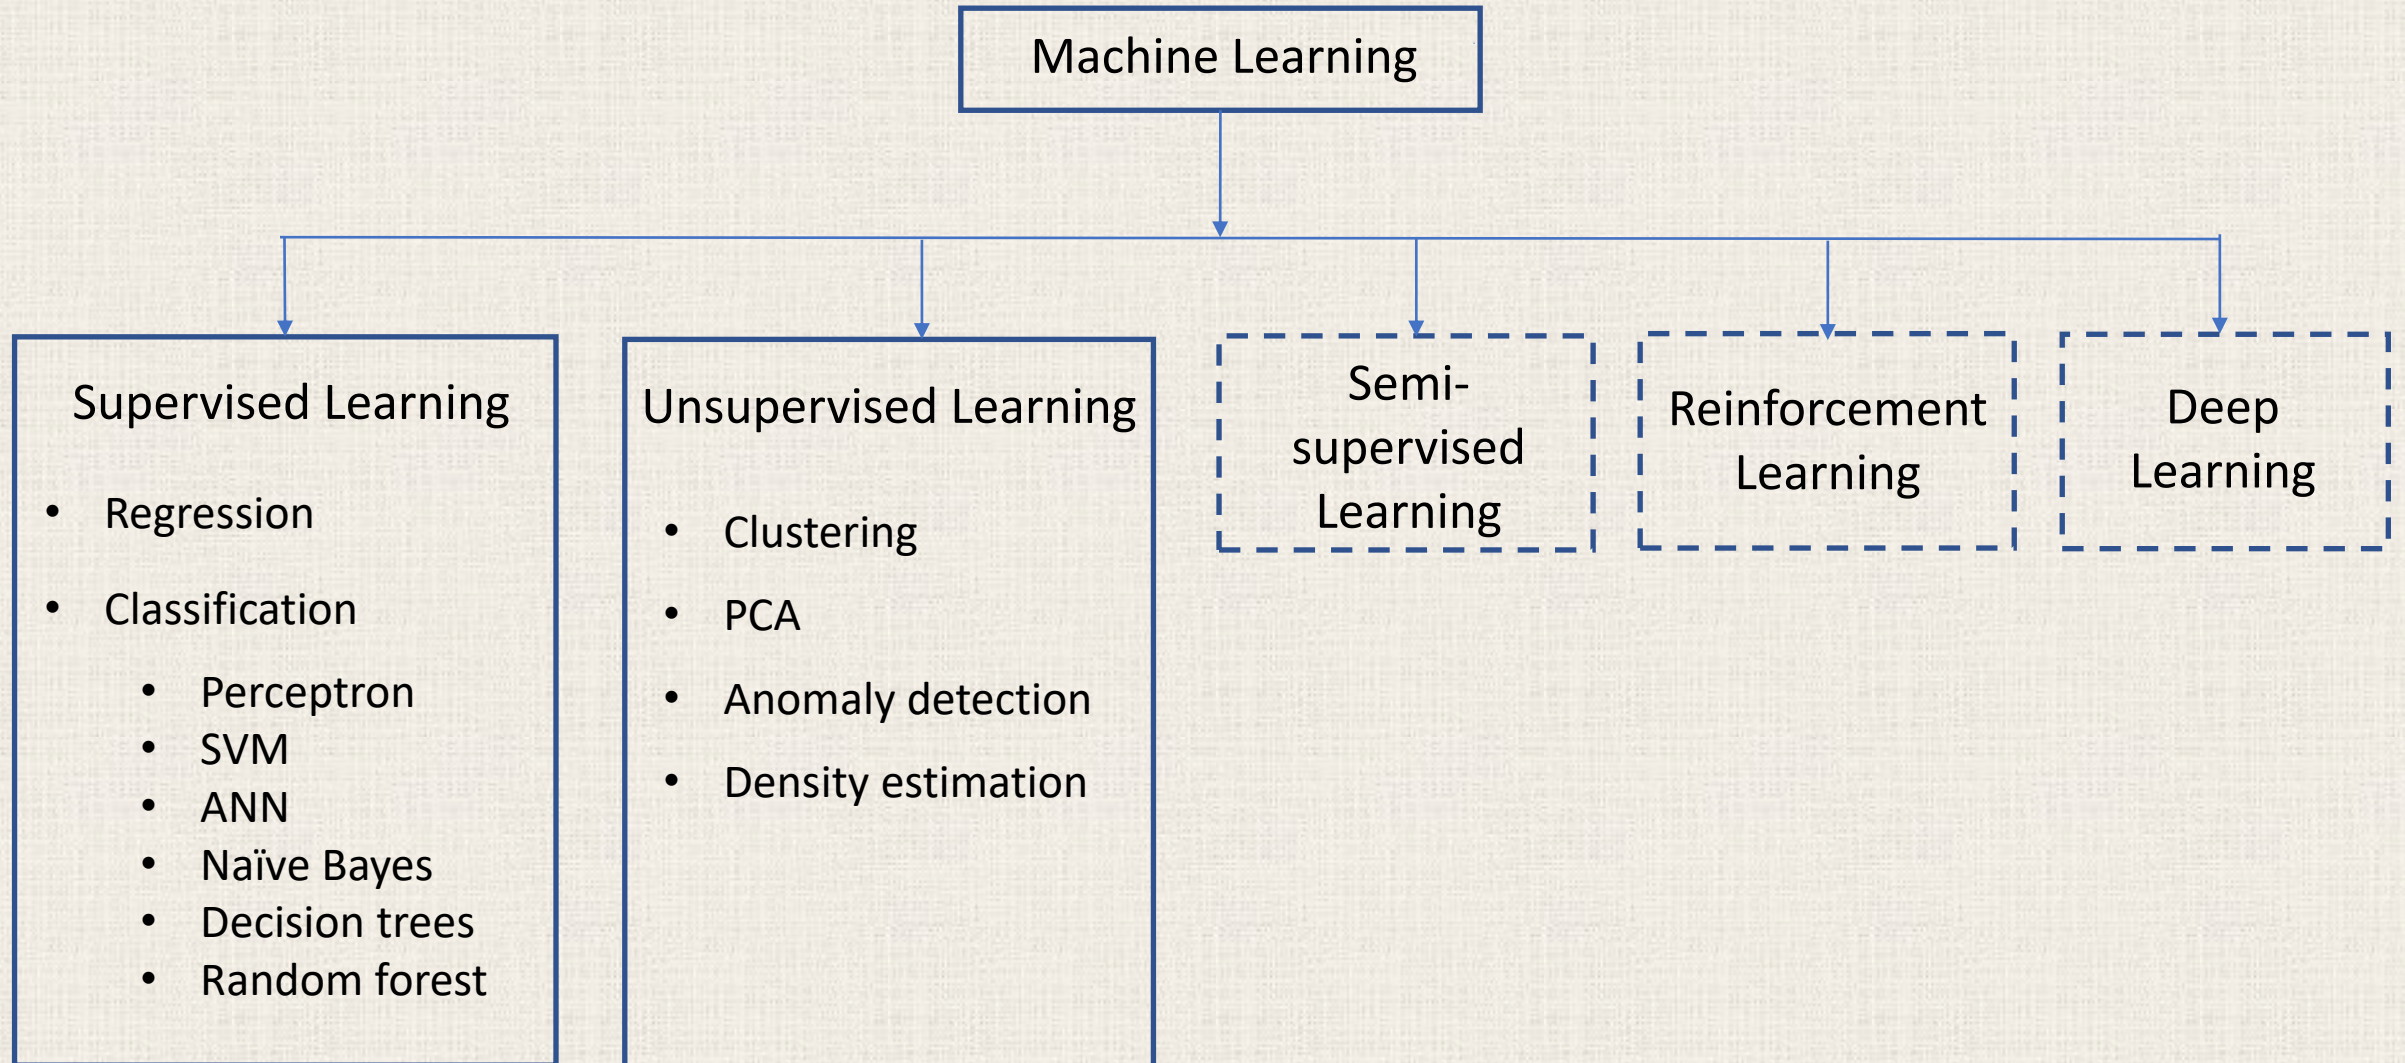 Machine Learning
Supervised Learning
• Regression
• Classification
• Perceptron
• SVM
• ANN
• Naïve Bayes
• Decision trees
• Random forest
Unsupervised Learning
• Clustering
• PCA
• Anomaly detection
• Density estimation
Semi-
supervised
Learning
Reinforcement
Learning
Deep
Learning